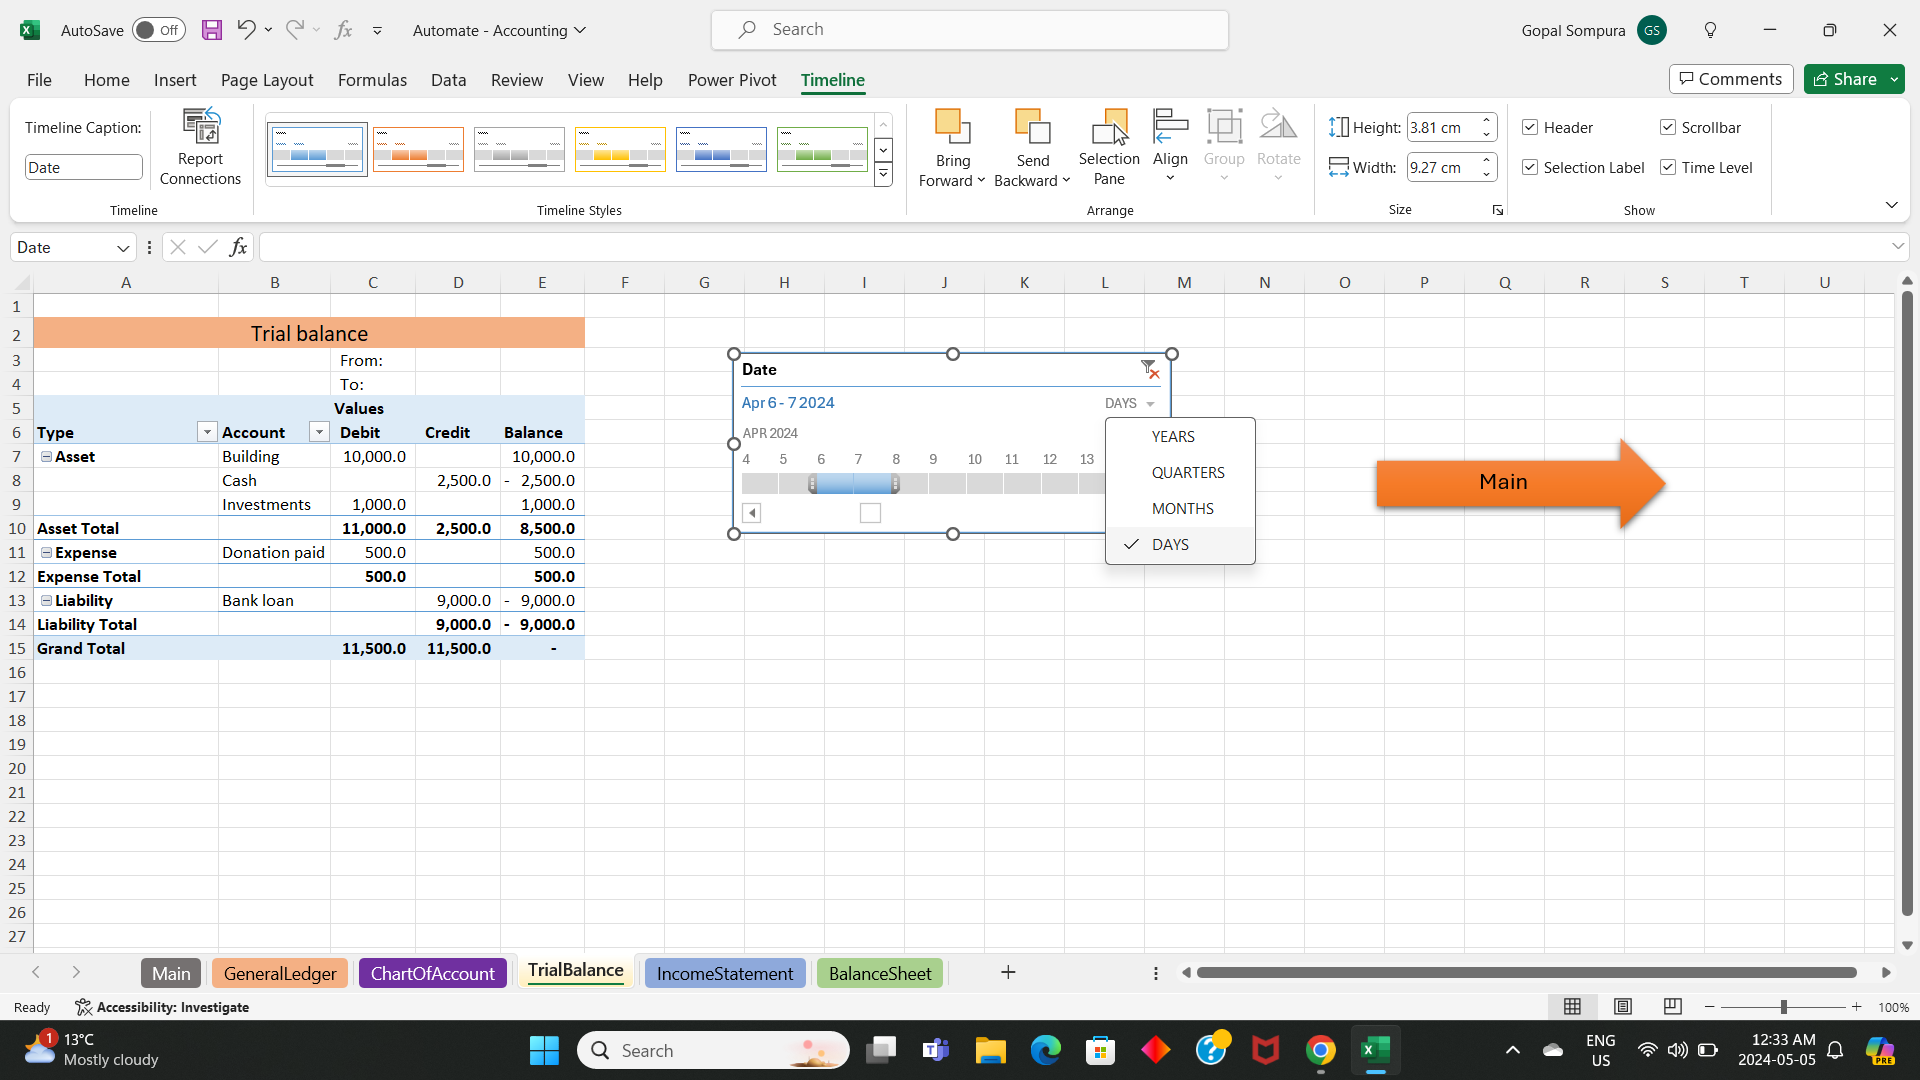 AutoSave Off Automate - Accounting Search Gopal Sompura GS
File Home Insert Page Layout Formulas Data Review View Help Power Pivot Timeline Comments Share
Timeline Caption:
Date
Report Connections
Timeline
Timeline Styles
Bring Forward
Send Backward
Selection Pane
Align
Group
Rotate
Arrange
Height: 3.81 cm
Width: 9.27 cm
Size
Header Scrollbar
Selection Label Time Level
Show
Date fx
A B C D E F G H I J K L M N O P Q R S T U
1
2 Trial balance
3 From:
4 To:
5 Values
6 Type Account Debit Credit Balance
7 Asset Building 10,000.0 10,000.0
8 Cash 2,500.0 - 2,500.0
9 Investments 1,000.0 1,000.0
10 Asset Total 11,000.0 2,500.0 8,500.0
11 Expense Donation paid 500.0 500.0
12 Expense Total 500.0 500.0
13 Liability Bank loan 9,000.0 - 9,000.0
14 Liability Total 9,000.0 - 9,000.0
15 Grand Total 11,500.0 11,500.0 -
16
17
18
19
20
21
22
23
24
25
26
27
Date
Apr 6 - 7 2024 DAYS
APR 2024
4 5 6 7 8 9 10 11 12 13
YEARS
QUARTERS
MONTHS
DAYS
Main
Main GeneralLedger ChartOfAccount TrialBalance IncomeStatement BalanceSheet
Ready Accessibility: Investigate 100%
1 13°C
Mostly cloudy
Search
ENG
US
12:33 AM
2024-05-05
PRE